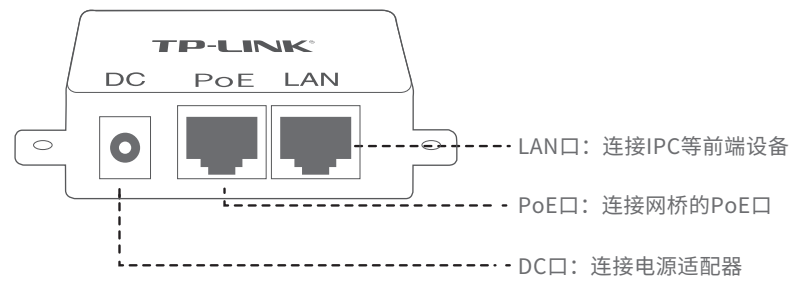 TP-LINK®
DC PoE LAN
LAN口：连接IPC等前端设备
PoE口：连接网桥的PoE口
DC口：连接电源适配器